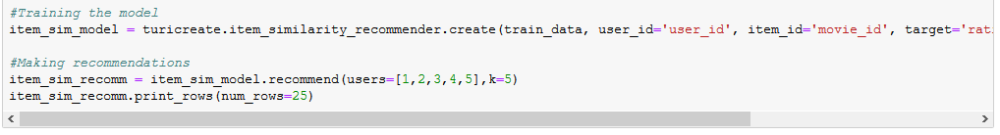 #Training the model
item_sim_model = turicreate.item_similarity_recommender.create(train_data, user_id='user_id', item_id='movie_id', target='rat
#Making recommendations
item_sim_recomm = item_sim_model.recommend(users=[1,2,3,4,5],k=5)
item_sim_recomm.print_rows(num_rows=25)